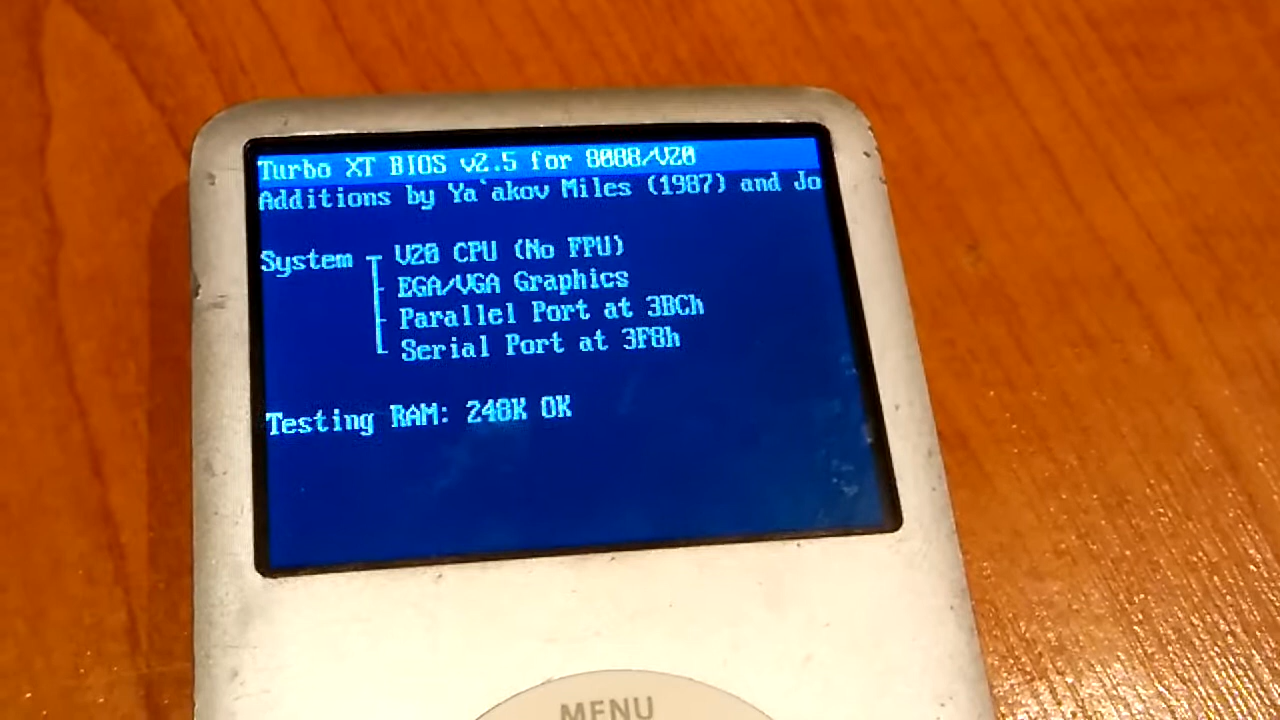 Turbo XT BIOS v2.5 for 8088/V20
Additions by Ya`akov Miles (1987) and Jo
System V20 CPU (No FPU)
EGA/VGA Graphics
Parallel Port at 3BCh
Serial Port at 3F8h
Testing RAM: 248K OK
MENU